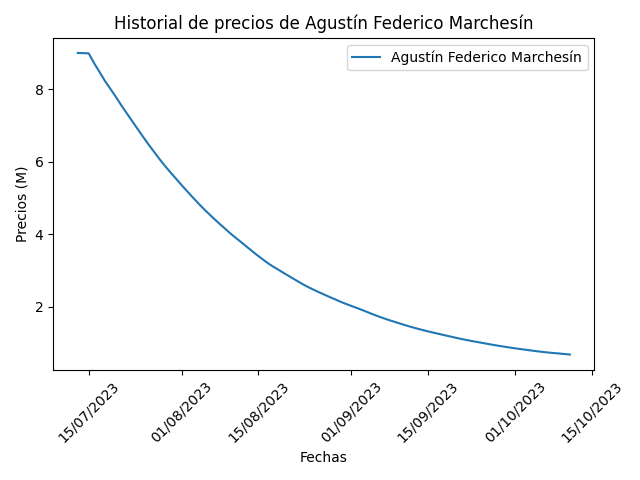 Historial de precios de Agustín Federico Marchesín
Agustín Federico Marchesín
Precios (M)
8
6
4
2
15/07/2023
01/08/2023
15/08/2023
01/09/2023
15/09/2023
01/10/2023
15/10/2023
Fechas